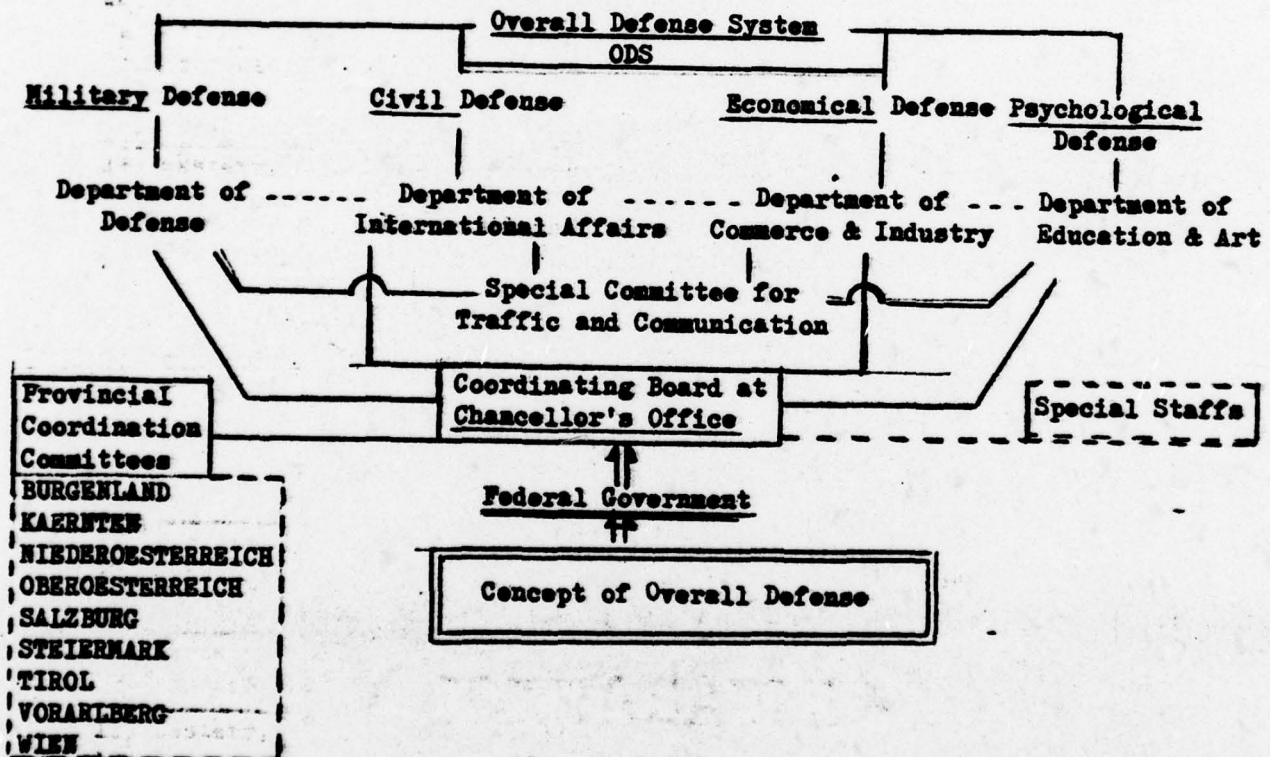 Overall Defense System
ODS
Military Defense
Civil Defense
Economical Defense
Psychological
Defense
Department of
Defense
Department of
International Affairs
Department of
Commerce & Industry
Department of
Education & Art
Special Committee for
Traffic and Communication
Provincial
Coordination
Committees
BURGENLAND
KAERNTEN
NIEDEROESTERREICH
OBEROESTERREICH
SALZBURG
STEIERMARK
TIROL
VORARLBERG
WIEN
Coordinating Board at
Chancellor's Office
Special Staffs
Federal Government
Concept of Overall Defense